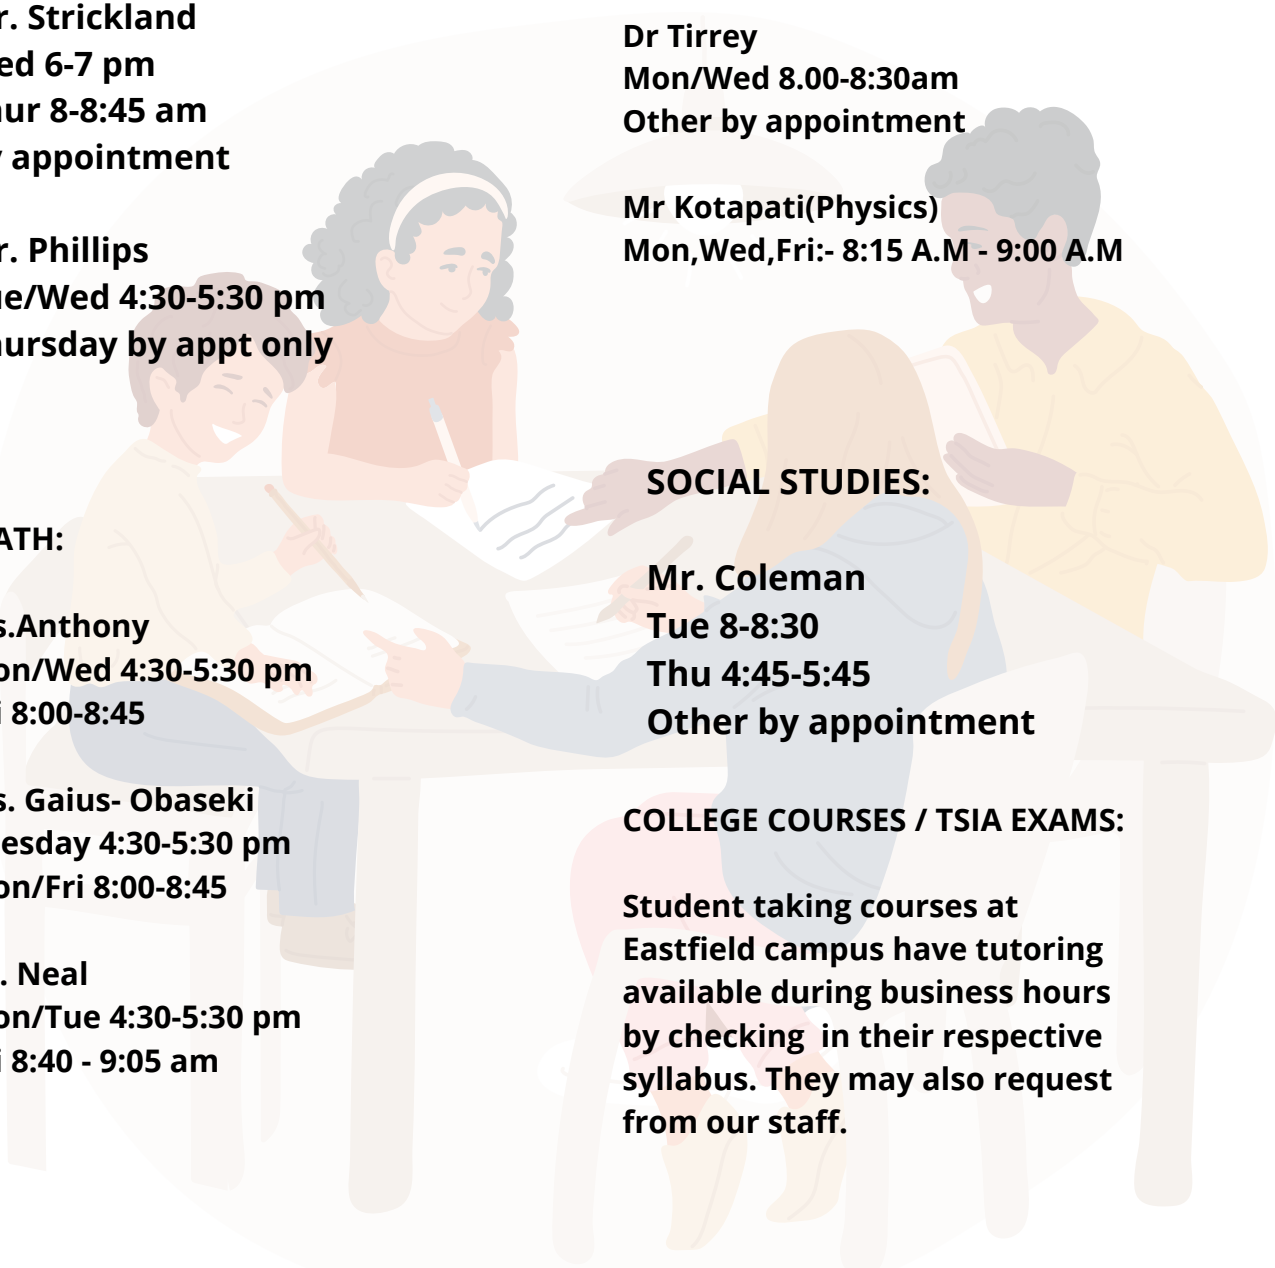 r. Strickland
ed 6-7 pm
ur 8-8:45 am
appointment
r. Phillips
ue/Wed 4:30-5:30 pm
hursday by appt only
ATH:
s.Anthony
on/Wed 4:30-5:30 pm
i 8:00-8:45
s. Gaius- Obaseki
esday 4:30-5:30 pm
on/Fri 8:00-8:45
. Neal
on/Tue 4:30-5:30 pm
i 8:40 - 9:05 am
Dr Tirrey
Mon/Wed 8.00-8:30am
Other by appointment
Mr Kotapati(Physics)
Mon,Wed,Fri:- 8:15 A.M - 9:00 A.M
SOCIAL STUDIES:
Mr. Coleman
Tue 8-8:30
Thu 4:45-5:45
Other by appointment
COLLEGE COURSES / TSIA EXAMS:
Student taking courses at
Eastfield campus have tutoring
available during business hours
by checking  in their respective
syllabus. They may also request
from our staff.